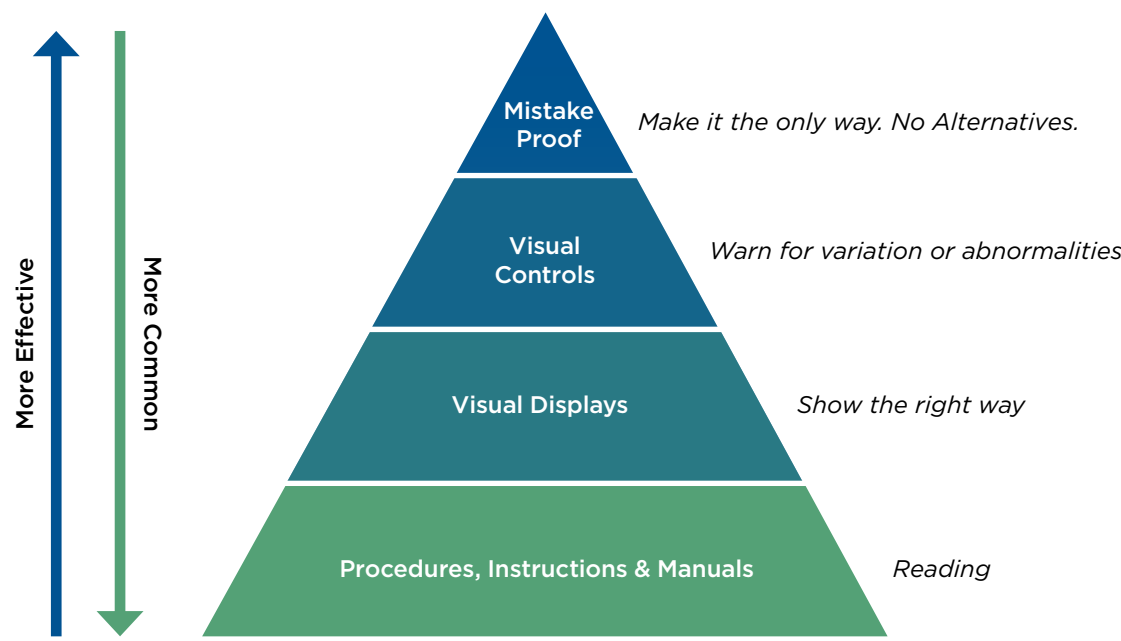 Mistake
Proof
Make it the only way. No Alternatives.
Visual
Controls
Warn for variation or abnormalities
More Effective
More Common
Visual Displays
Show the right way
Procedures, Instructions & Manuals
Reading